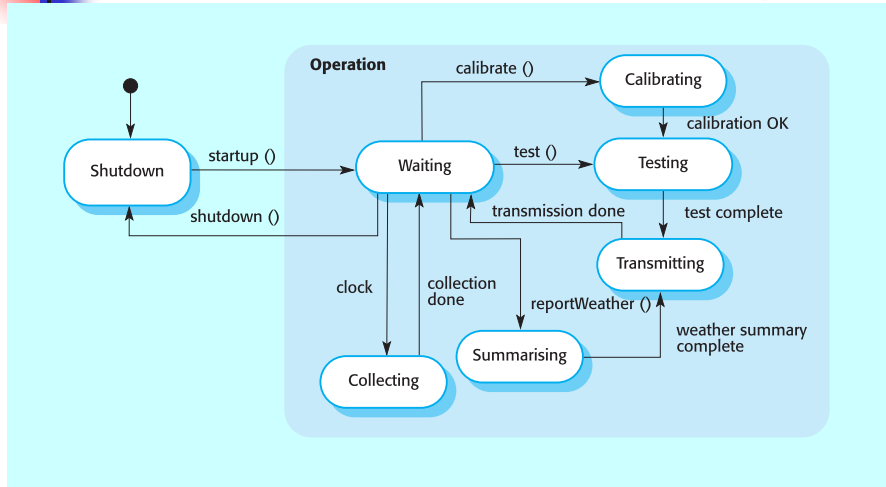 Operation
calibrate ()
Calibrating
calibration OK
startup ()
Shutdown
Waiting
test ()
Testing
shutdown ()
transmission done
test complete
Transmitting
clock
collection
done
reportWeather ()
weather summary
complete
Summarising
Collecting